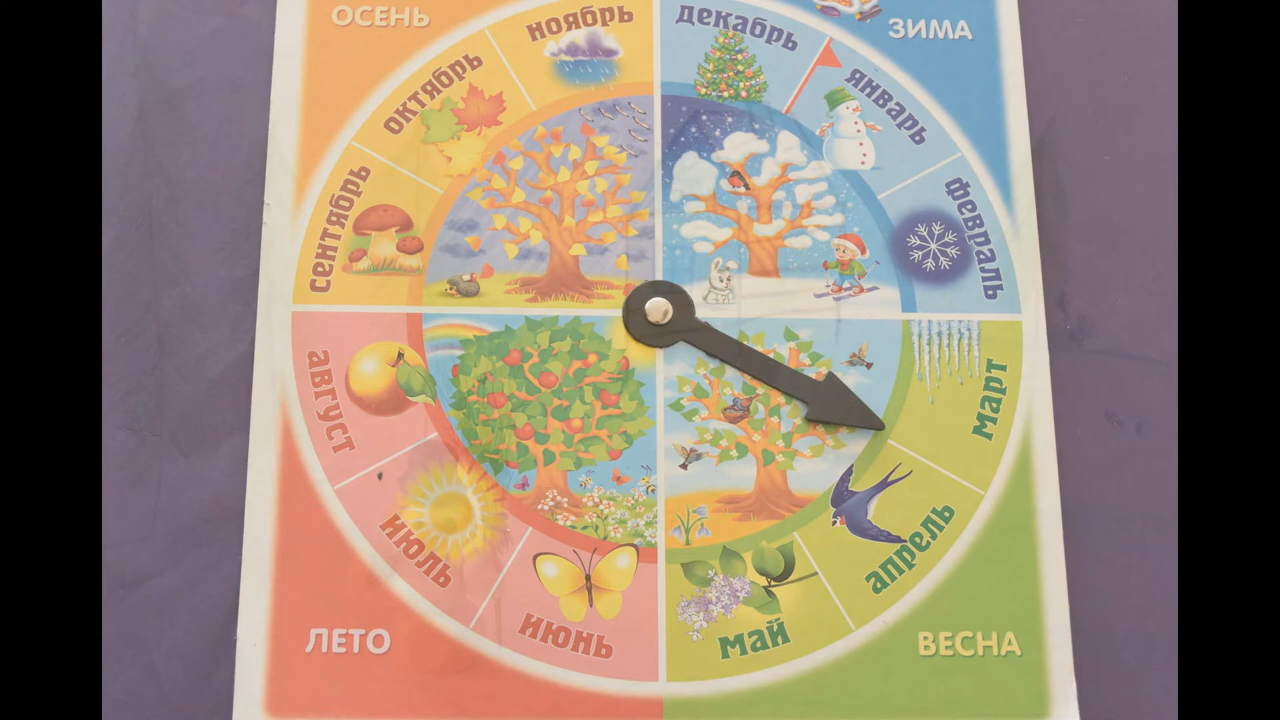 ОСЕНЬ
ноябрь
декабрь
ЗИМА
октябрь
январь
сентябрь
февраль
август
март
июль
апрель
июнь
май
ЛЕТО
ВЕСНА